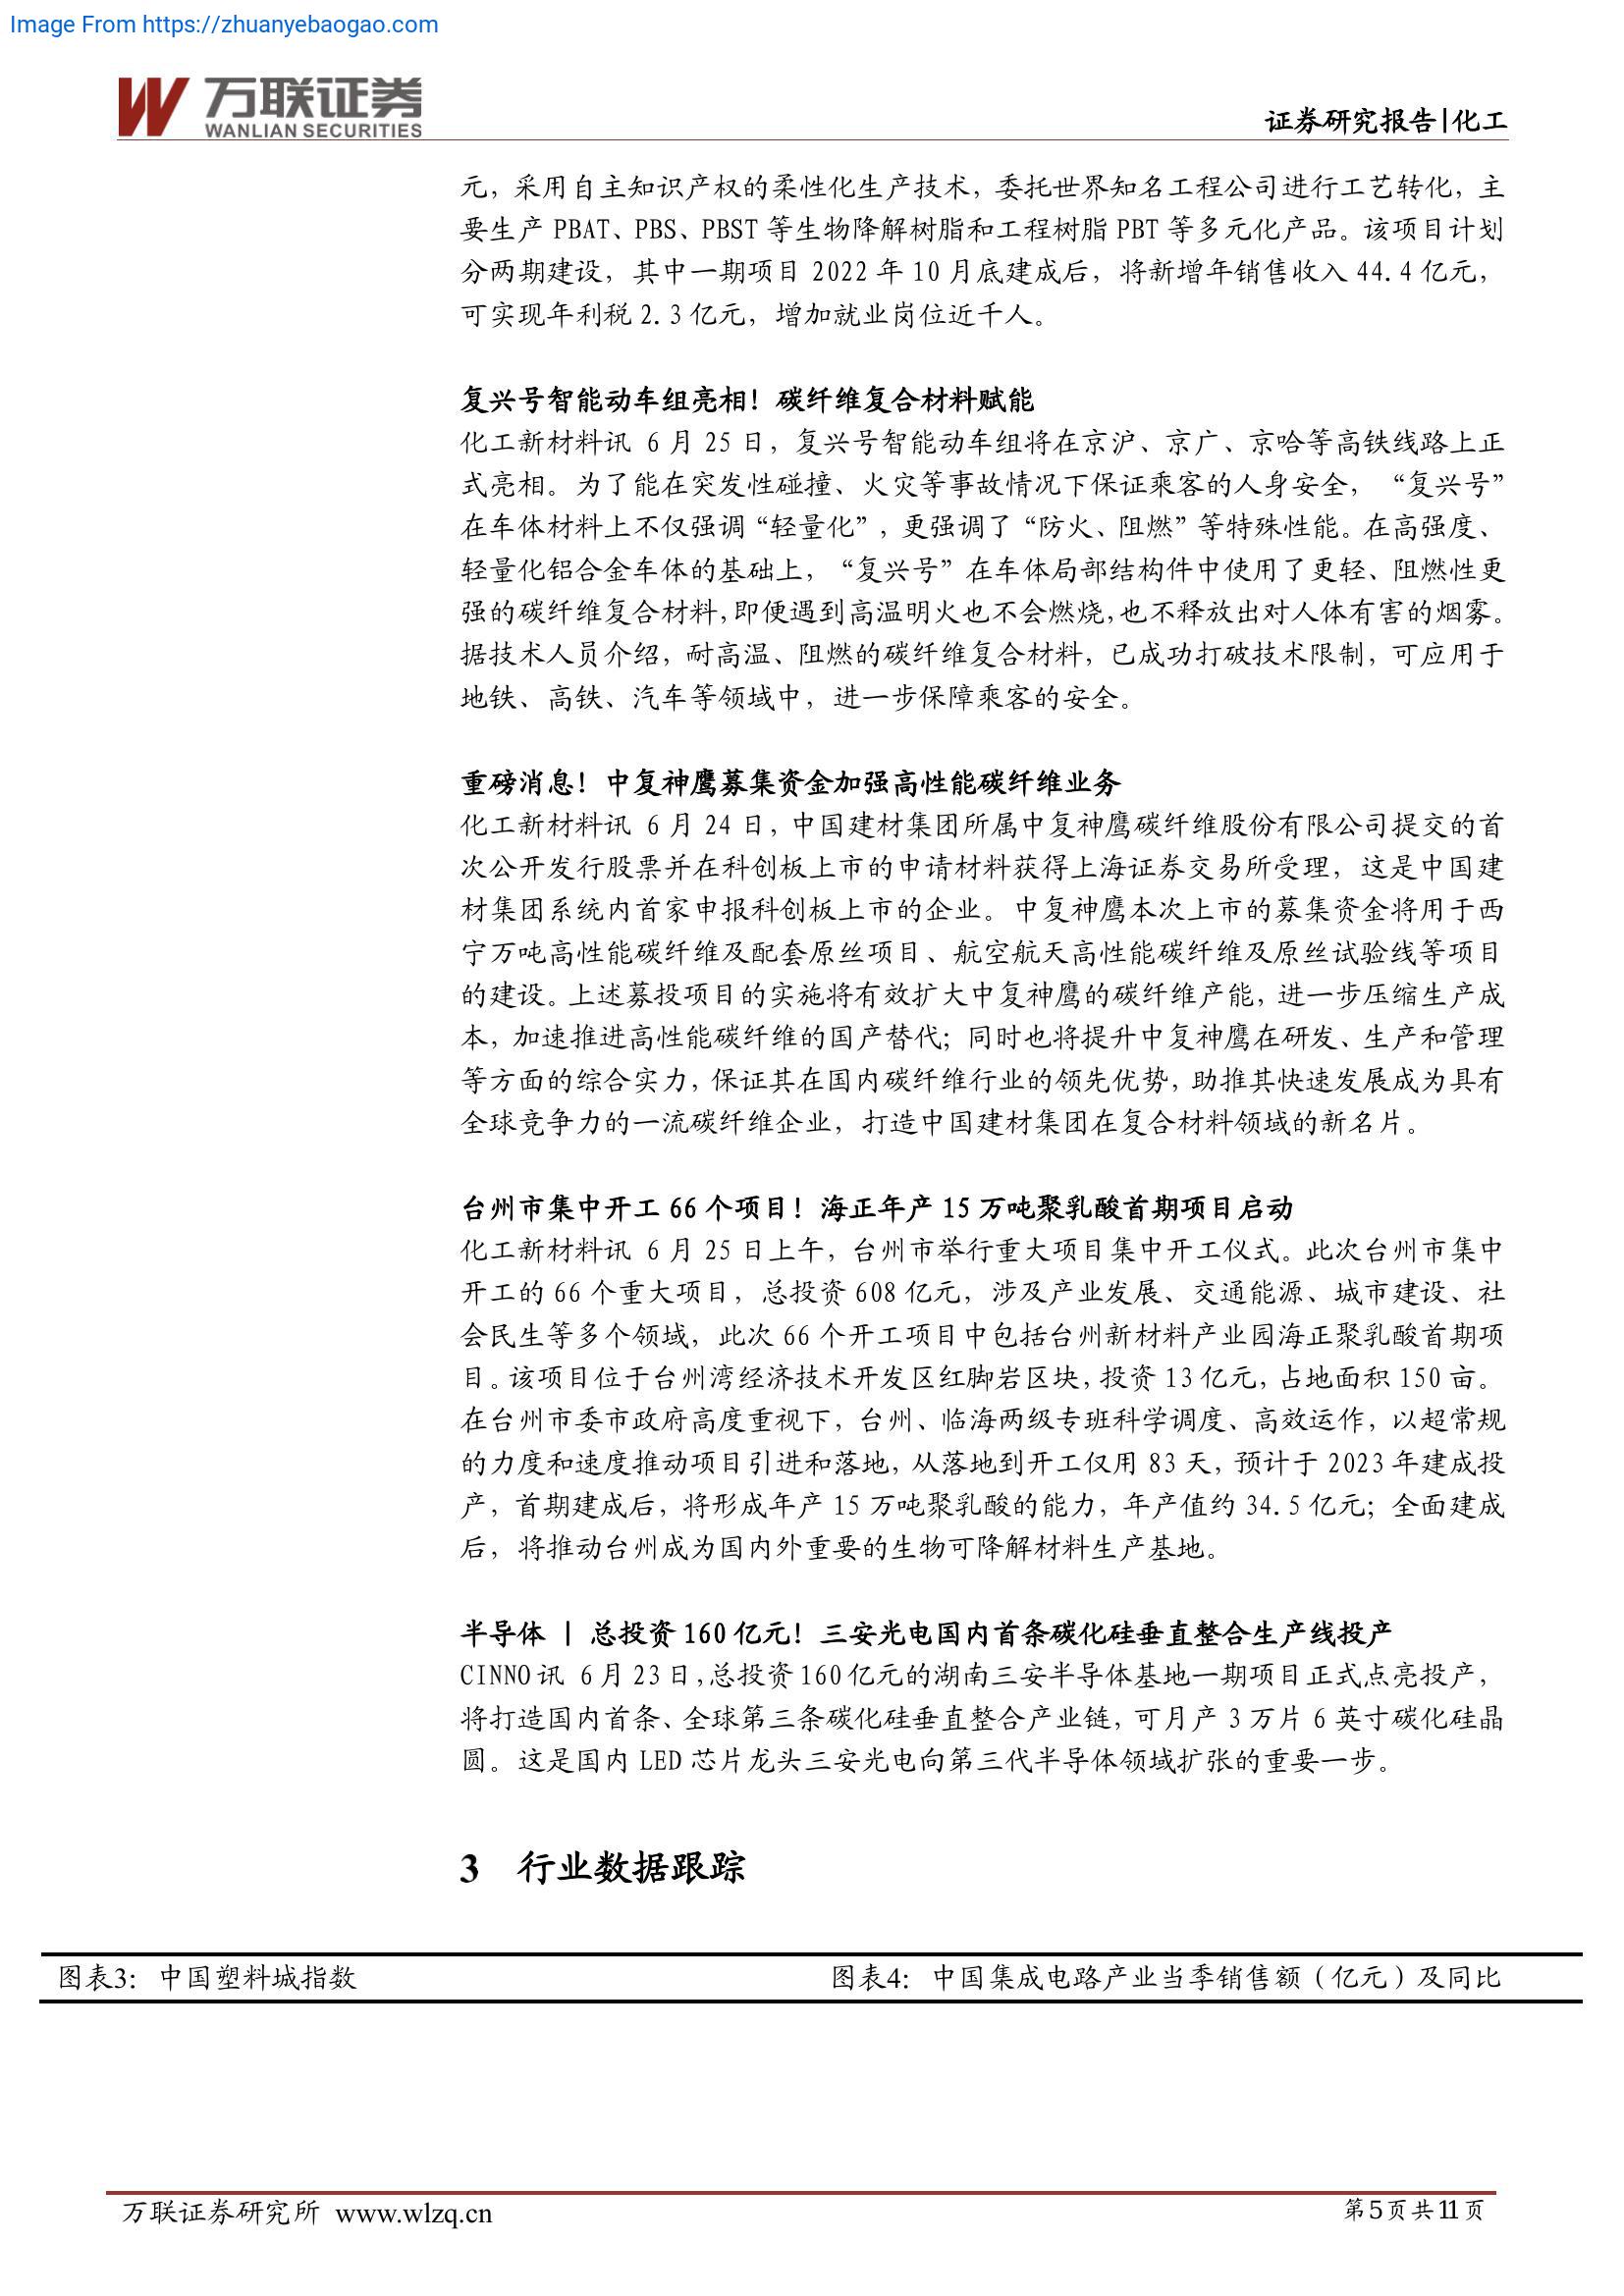 Image From https://zhuanyebaogao.com
万联证券
WANLIAN SECURITIES
证券研究报告|化工
元，采用自主知识产权的柔性化生产技术，委托世界知名工程公司进行工艺转化，主
要生产 PBAT、PBS、PBST 等生物降解树脂和工程树脂 PBT 等多元化产品。该项目计划
分两期建设，其中一期项目 2022 年 10 月底建成后，将新增年销售收入 44.4 亿元，
可实现年利税 2.3 亿元，增加就业岗位近千人。
复兴号智能动车组亮相！碳纤维复合材料赋能
化工新材料讯 6 月 25 日，复兴号智能动车组将在京沪、京广、京哈等高铁线路上正
式亮相。为了能在突发性碰撞、火灾等事故情况下保证乘客的人身安全，“复兴号”
在车体材料上不仅强调“轻量化”，更强调了“防火、阻燃”等特殊性能。在高强度、
轻量化铝合金车体的基础上，“复兴号”在车体局部结构件中使用了更轻、阻燃性更
强的碳纤维复合材料，即便遇到高温明火也不会燃烧，也不释放出对人体有害的烟雾。
据技术人员介绍，耐高温、阻燃的碳纤维复合材料，已成功打破技术限制，可应用于
地铁、高铁、汽车等领域中，进一步保障乘客的安全。
重磅消息！中复神鹰募集资金加强高性能碳纤维业务
化工新材料讯 6 月 24 日，中国建材集团所属中复神鹰碳纤维股份有限公司提交的首
次公开发行股票并在科创板上市的申请材料获得上海证券交易所受理，这是中国建
材集团系统内首家申报科创板上市的企业。中复神鹰本次上市的募集资金将用于西
宁万吨高性能碳纤维及配套原丝项目、航空航天高性能碳纤维及原丝试验线等项目
的建设。上述募投项目的实施将有效扩大中复神鹰的碳纤维产能，进一步压缩生产成
本，加速推进高性能碳纤维的国产替代；同时也将提升中复神鹰在研发、生产和管理
等方面的综合实力，保证其在国内碳纤维行业的领先优势，助推其快速发展成为具有
全球竞争力的一流碳纤维企业，打造中国建材集团在复合材料领域的新名片。
台州市集中开工 66 个项目！海正年产 15 万吨聚乳酸首期项目启动
化工新材料讯 6 月 25 日上午，台州市举行重大项目集中开工仪式。此次台州市集中
开工的 66 个重大项目，总投资 608 亿元，涉及产业发展、交通能源、城市建设、社
会民生等多个领域，此次 66 个开工项目中包括台州新材料产业园海正聚乳酸首期项
目。该项目位于台州湾经济技术开发区红脚岩区块，投资 13 亿元，占地面积 150 亩。
在台州市委市政府高度重视下，台州、临海两级专班科学调度、高效运作，以超常规
的力度和速度推动项目引进和落地，从落地到开工仅用 83 天，预计于 2023 年建成投
产，首期建成后，将形成年产 15 万吨聚乳酸的能力，年产值约 34.5 亿元；全面建成
后，将推动台州成为国内外重要的生物可降解材料生产基地。
半导体 | 总投资 160 亿元！三安光电国内首条碳化硅垂直整合生产线投产
CINNO 讯 6 月 23 日，总投资 160 亿元的湖南三安半导体基地一期项目正式点亮投产，
将打造国内首条、全球第三条碳化硅垂直整合产业链，可月产 3 万片 6 英寸碳化硅晶
圆。这是国内 LED 芯片龙头三安光电向第三代半导体领域扩张的重要一步。
3 行业数据跟踪
图表3： 中国塑料城指数
图表4： 中国集成电路产业当季销售额（亿元）及同比
万联证券研究所 www.wlzq.cn
第 5 页 共 11 页